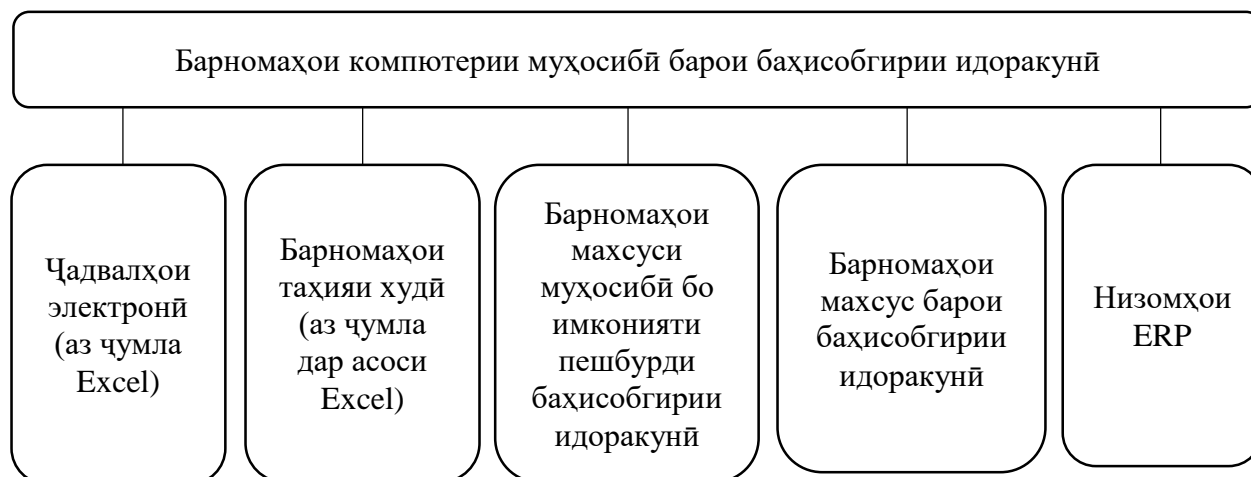 Барномаҳои компютерии муҳосибӣ барои баҳисобгирии идоракунӣ
Ҷадвалҳои
электронӣ
(аз ҷумла
Excel)
Барномаҳои
таҳияи худӣ
(аз ҷумла
дар асоси
Excel)
Барномаҳои
махсуси
муҳосибӣ бо
имконияти
пешбурди
баҳисобгирии
идоракунӣ
Барномаҳои
махсус барои
баҳисобгирии
идоракунӣ
Низомҳои
ERP